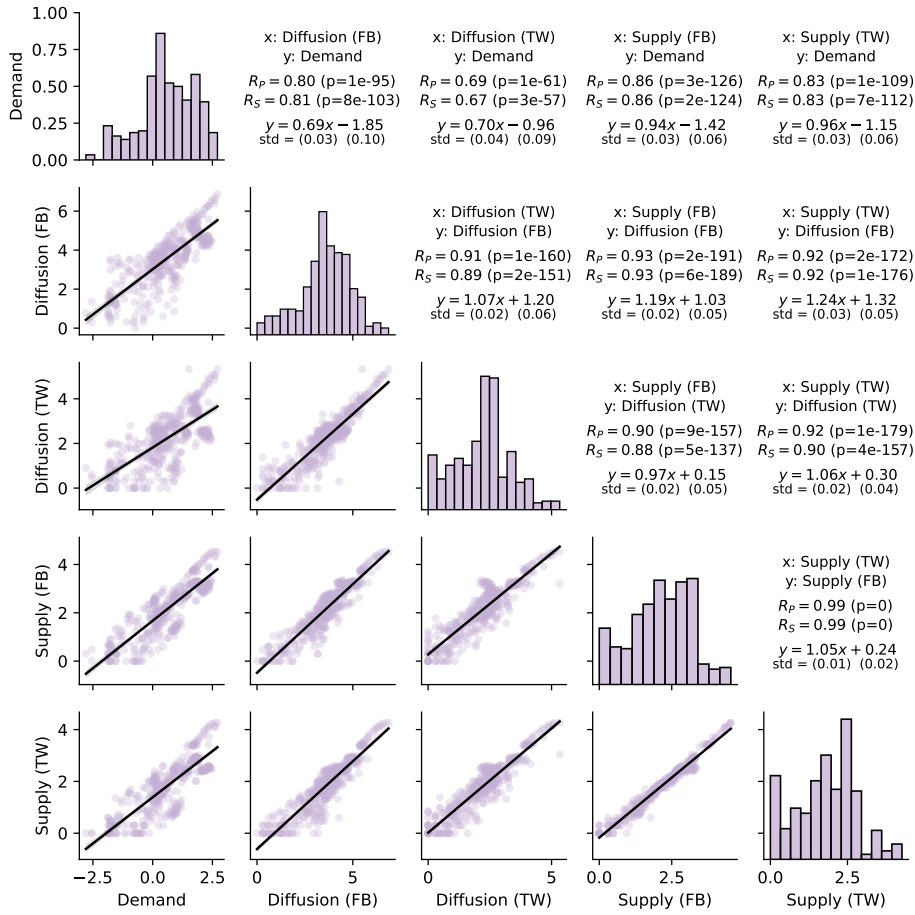 1.00
0.75
0.50
0.25
0.00
Demand
x: Diffusion (FB)
y: Demand
R_P = 0.80 (p=1e-95)
R_S = 0.81 (p=8e-103)
y = 0.69x − 1.85
std = (0.03) (0.10)
x: Diffusion (TW)
y: Demand
R_P = 0.69 (p=1e-61)
R_S = 0.67 (p=3e-57)
y = 0.70x − 0.96
std = (0.04) (0.09)
x: Supply (FB)
y: Demand
R_P = 0.86 (p=3e-126)
R_S = 0.86 (p=2e-124)
y = 0.94x − 1.42
std = (0.03) (0.06)
x: Supply (TW)
y: Demand
R_P = 0.83 (p=1e-109)
R_S = 0.83 (p=7e-112)
y = 0.96x − 1.15
std = (0.03) (0.06)
6
4
2
0
Diffusion (FB)
x: Diffusion (TW)
y: Diffusion (FB)
R_P = 0.91 (p=1e-160)
R_S = 0.89 (p=2e-151)
y = 1.07x + 1.20
std = (0.02) (0.06)
x: Supply (FB)
y: Diffusion (FB)
R_P = 0.93 (p=2e-191)
R_S = 0.93 (p=6e-189)
y = 1.19x + 1.03
std = (0.02) (0.05)
x: Supply (TW)
y: Diffusion (FB)
R_P = 0.92 (p=2e-172)
R_S = 0.92 (p=1e-176)
y = 1.24x + 1.32
std = (0.03) (0.05)
4
2
0
Diffusion (TW)
x: Supply (FB)
y: Diffusion (TW)
R_P = 0.90 (p=9e-157)
R_S = 0.88 (p=5e-137)
y = 0.97x + 0.15
std = (0.02) (0.05)
x: Supply (TW)
y: Diffusion (TW)
R_P = 0.92 (p=1e-179)
R_S = 0.90 (p=4e-157)
y = 1.06x + 0.30
std = (0.02) (0.04)
4
2
0
Supply (FB)
x: Supply (TW)
y: Supply (FB)
R_P = 0.99 (p=0)
R_S = 0.99 (p=0)
y = 1.05x + 0.24
std = (0.01) (0.02)
4
2
0
Supply (TW)
−2.5 0.0 2.5
Demand
0 5
Diffusion (FB)
0 5
Diffusion (TW)
0.0 2.5
Supply (FB)
0.0 2.5
Supply (TW)